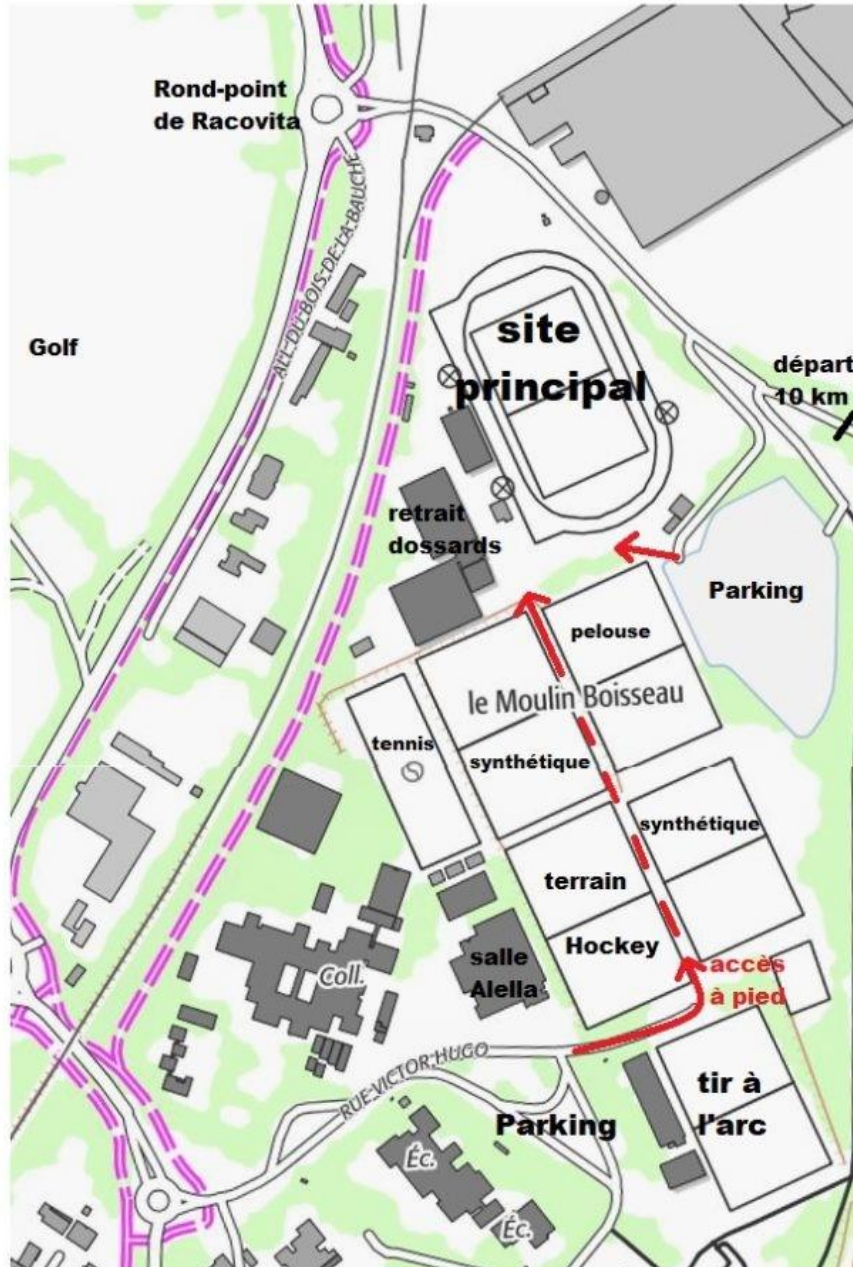 Rond-point
de Racovita
ALL. DU BOIS-DE-LA-BAUCHE
Golf
site
principal
départ
10 km
retrait
dossards
Parking
pelouse
le Moulin Boisseau
tennis
synthétique
synthétique
terrain
Hockey
salle
Alella
Coll.
accès
à pied
RUE VICTOR HUGO
tir à
l'arc
Parking
Éc.
Éc.